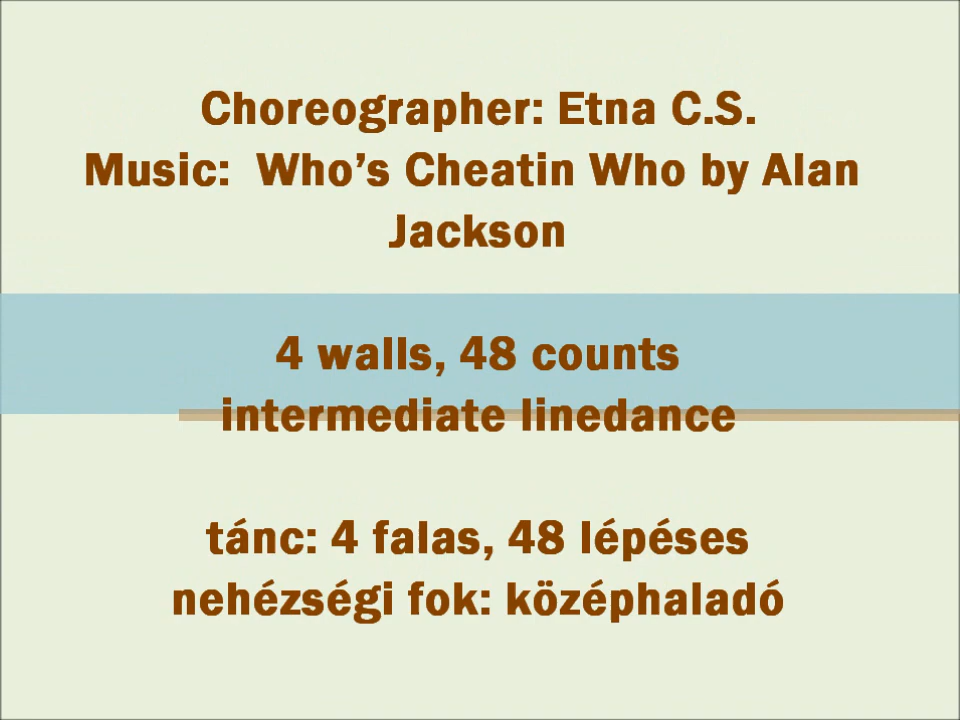 Choreographer: Etna C.S.
Music:  Who’s Cheatin Who by Alan
Jackson
4 walls, 48 counts
intermediate linedance
tánc: 4 falas, 48 lépéses
nehézségi fok: középhaladó